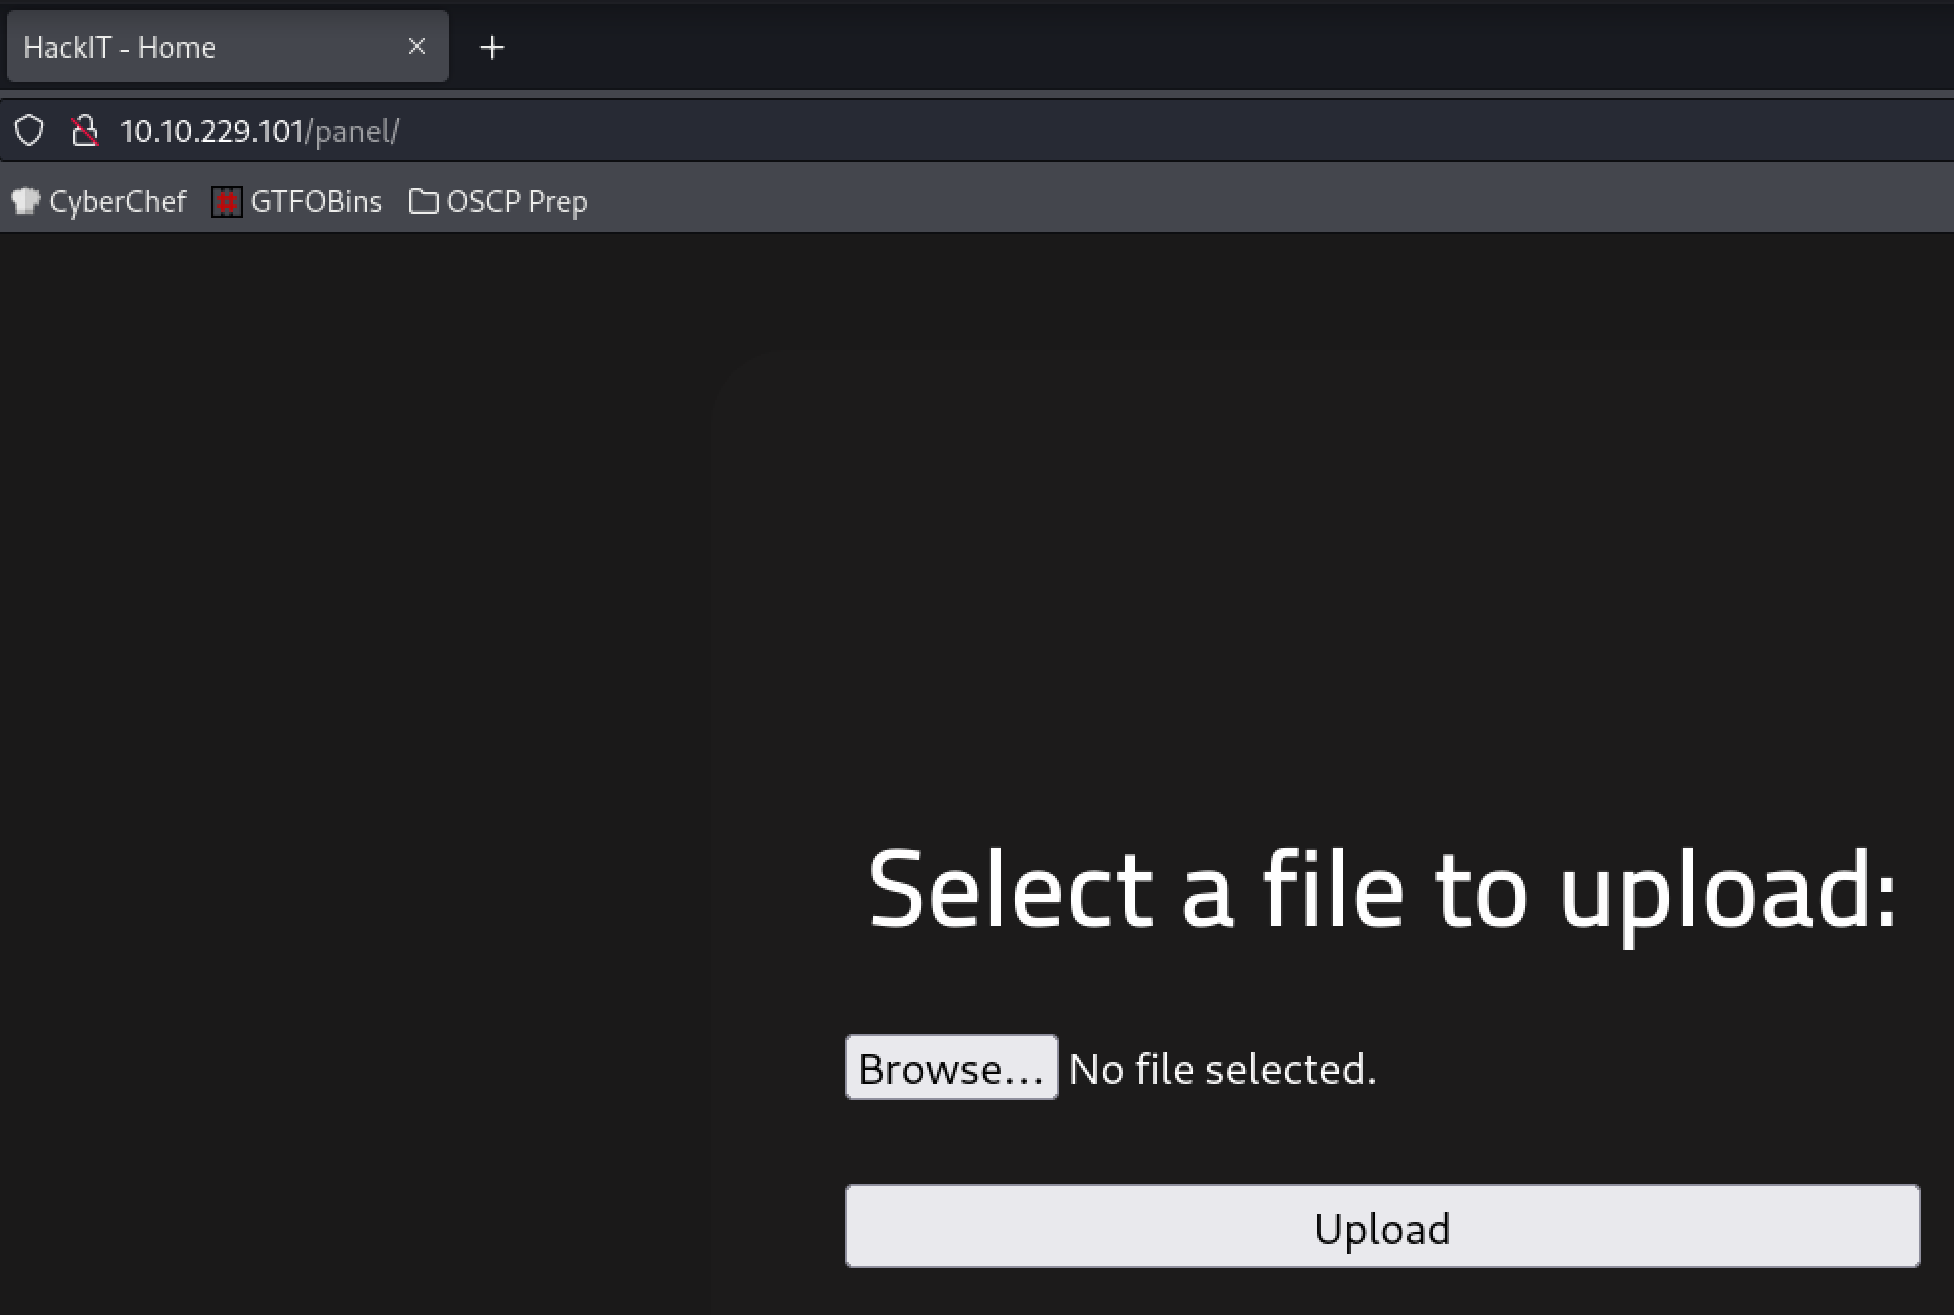 HackIT - Home
10.10.229.101/panel/
CyberChef GTFOBins OSCP Prep
Select a file to upload:
Browse... No file selected.
Upload